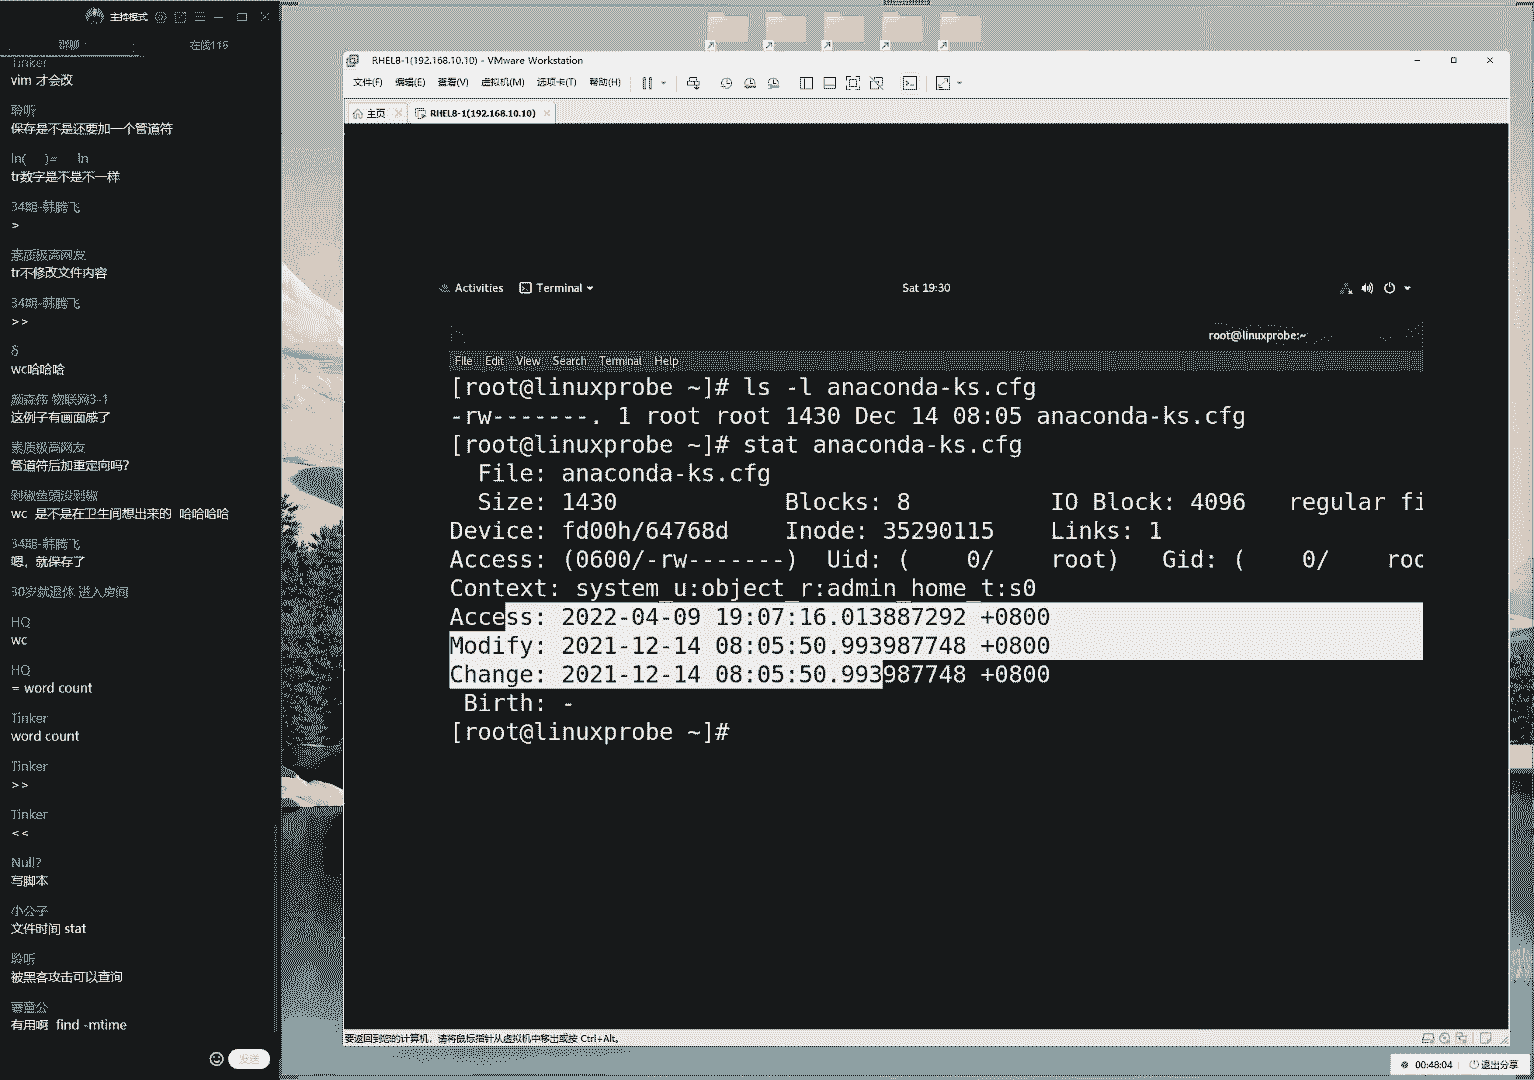 主持模式
群聊
在线115
Tinker
vim 才会改
聆听
保存是不是还要加一个管道符
ln( )= ln
tr数字是不是不一样
34期-韩腾飞
>
素质极高网友
tr不修改文件内容
34期-韩腾飞
>>
δ
wc哈哈哈
颜森伟 物联网3-1
这例子有画面感了
素质极高网友
管道符后加重定向吗?
剁椒鱼头没剁椒
wc 是不是在卫生间想出来的 哈哈哈哈
34期-韩腾飞
嗯，就保存了
30岁就退休 进入房间
HQ
wc
HQ
= word count
Tinker
word count
Tinker
>>
Tinker
<<
Null?
写脚本
小公子
文件时间 stat
聆听
被黑客攻击可以查询
有用啊 find -mtime
发送
RHEL8-1(192.168.10.10) - VMware Workstation
文件(F) 编辑(E) 查看(V) 虚拟机(M) 选项卡(T) 帮助(H)
主页
RHEL8-1(192.168.10.10)
Activities Terminal Sat 19:30
root@linuxprobe:~
File Edit View Search Terminal Help
[root@linuxprobe ~]# ls -l anaconda-ks.cfg
-rw-------. 1 root root 1430 Dec 14 08:05 anaconda-ks.cfg
[root@linuxprobe ~]# stat anaconda-ks.cfg
File: anaconda-ks.cfg
Size: 1430 Blocks: 8 IO Block: 4096 regular fi
Device: fd00h/64768d Inode: 35290115 Links: 1
Access: (0600/-rw-------) Uid: ( 0/ root) Gid: ( 0/ roo
Context: system_u:object_r:admin_home_t:s0
Access: 2022-04-09 19:07:16.013887292 +0800
Modify: 2021-12-14 08:05:50.993987748 +0800
Change: 2021-12-14 08:05:50.993987748 +0800
Birth: -
[root@linuxprobe ~]#
要返回到您的计算机，请将鼠标指针从虚拟机中移出或按 Ctrl+Alt。
00:48:04 退出分享